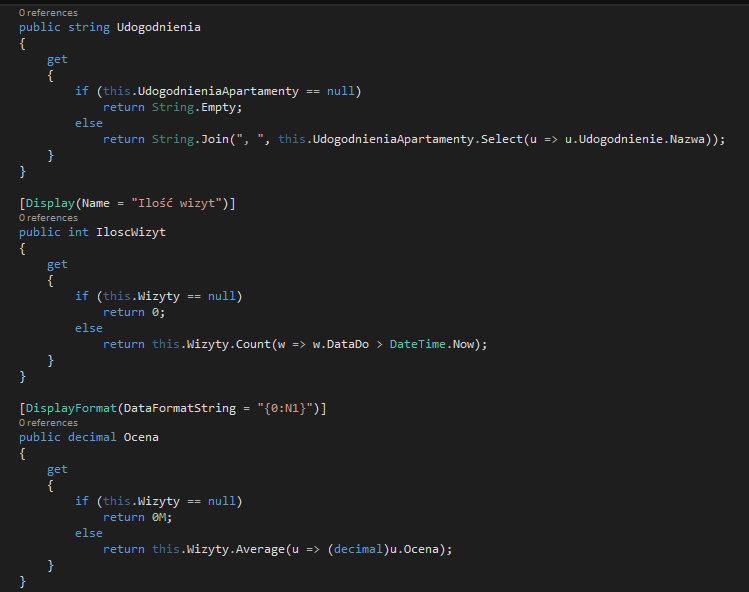 0 references
public string Udogodnienia
{
    get
    {
        if (this.UdogodnieniaApartamenty == null)
            return String.Empty;
        else
            return String.Join(", ", this.UdogodnieniaApartamenty.Select(u => u.Udogodnienie.Nazwa));
    }
}

[Display(Name = "Ilość wizyt")]
0 references
public int IloscWizyt
{
    get
    {
        if (this.Wizyty == null)
            return 0;
        else
            return this.Wizyty.Count(w => w.DataDo > DateTime.Now);
    }
}

[DisplayFormat(DataFormatString = "{0:N1}")]
0 references
public decimal Ocena
{
    get
    {
        if (this.Wizyty == null)
            return 0M;
        else
            return this.Wizyty.Average(u => (decimal)u.Ocena);
    }
}